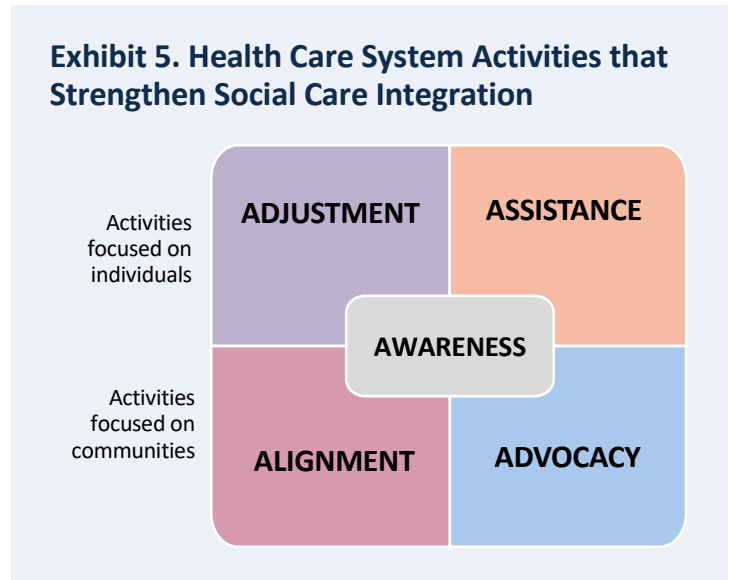 Exhibit 5. Health Care System Activities that
Strengthen Social Care Integration
Activities
focused on
individuals
ADJUSTMENT
ASSISTANCE
AWARENESS
Activities
focused on
communities
ALIGNMENT
ADVOCACY